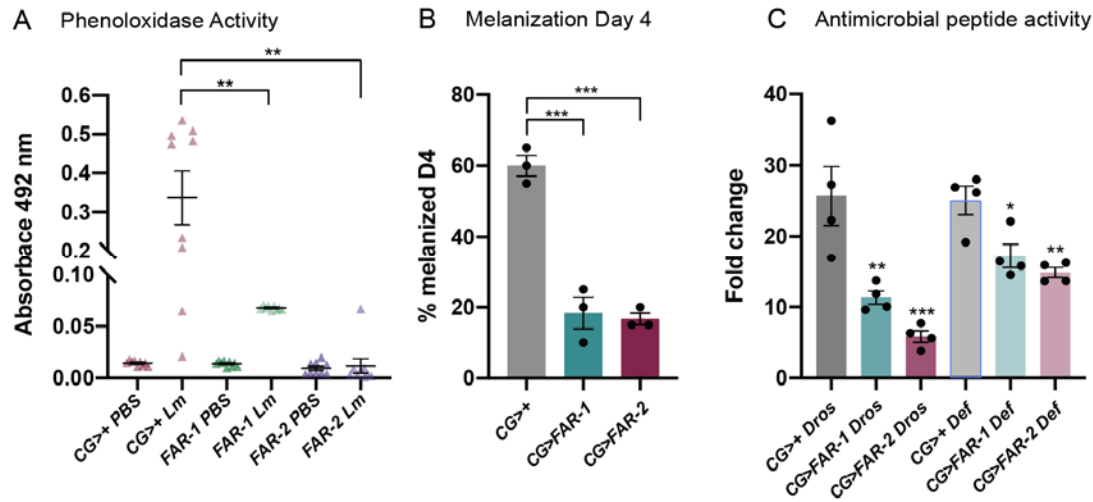 A Phenoloxidase Activity
**
**
0.6
0.5
0.4
0.3
0.2
0.10
0.05
0.00
Absorbace 492 nm
CG>+ PBS
CG>+ Lm
FAR-1 PBS
FAR-1 Lm
FAR-2 PBS
FAR-2 Lm
B Melanization Day 4
***
***
80
60
40
20
0
% melanized D4
CG>+
CG>FAR-1
CG>FAR-2
C Antimicrobial peptide activity
40
30
20
10
0
Fold change
**
***
*
**
CG>+ Dros
CG>FAR-1 Dros
CG>FAR-2 Dros
CG>+ Def
CG>FAR-1 Def
CG>FAR-2 Def